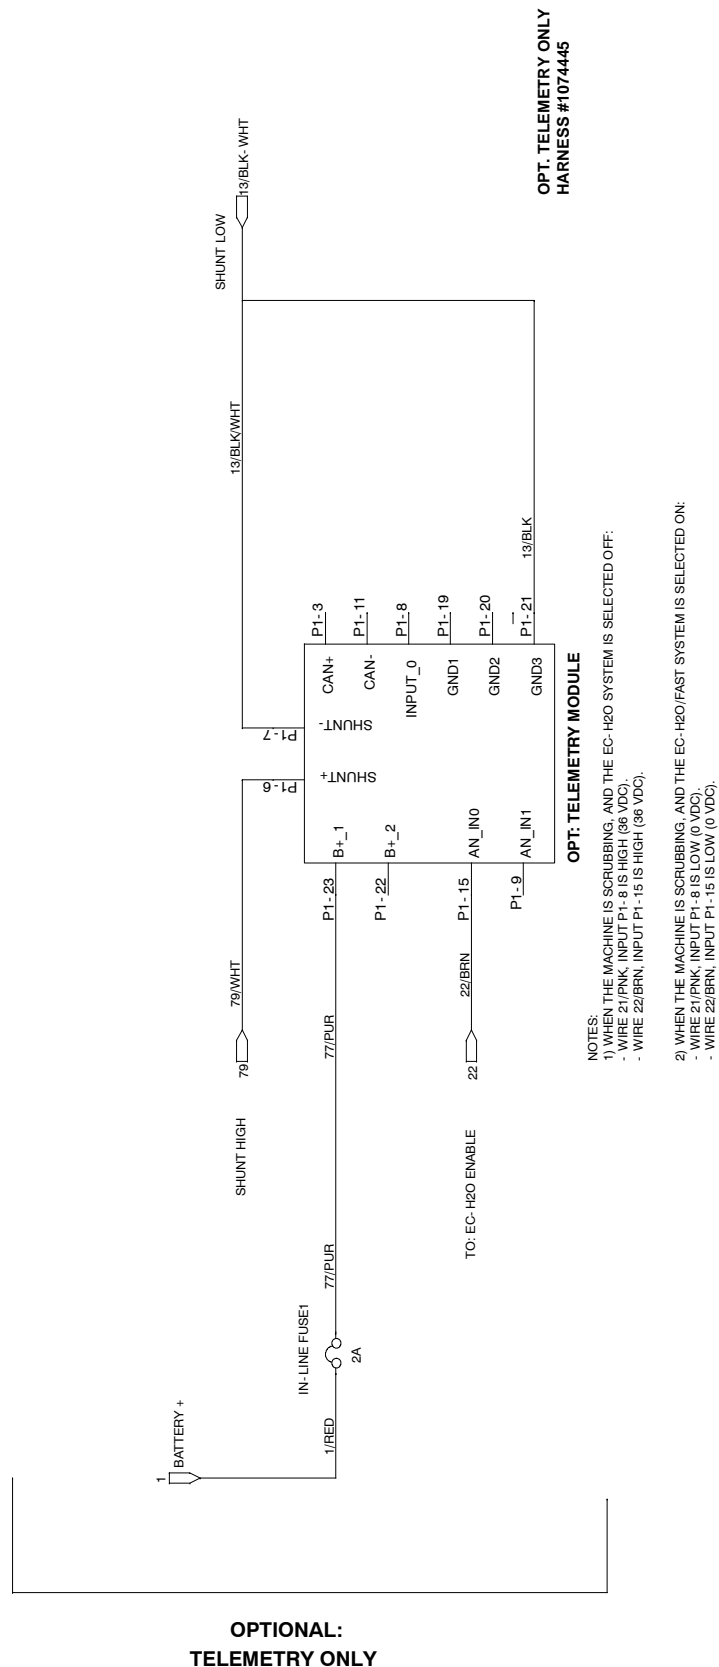 OPT. TELEMETRY ONLY
HARNESS #1074445
13/BLK-WHT
SHUNT LOW
13/BLK/WHT
13/BLK
P1-3
P1-11
P1-8
P1-19
P1-20
P1-21
CAN+
CAN-
INPUT_0
GND1
GND2
GND3
P1-7
SHUNT-
P1-6
SHUNT+
B+_1
B+_2
AN_IN0
AN_IN1
P1-23
P1-22
P1-15
P1-9
OPT: TELEMETRY MODULE
79/WHT
79
SHUNT HIGH
77/PUR
77/PUR
22/BRN
22
TO: EC-H2O ENABLE
IN-LINE FUSE1
2A
1/RED
1
BATTERY +
NOTES:
1) WHEN THE MACHINE IS SCRUBBING, AND THE EC-H2O SYSTEM IS SELECTED OFF:
- WIRE 21/PNK, INPUT P1-8 IS HIGH (36 VDC).
- WIRE 22/BRN, INPUT P1-15 IS HIGH (36 VDC).
2) WHEN THE MACHINE IS SCRUBBING, AND THE EC-H2O/FAST SYSTEM IS SELECTED ON:
- WIRE 21/PNK, INPUT P1-8 IS LOW (0 VDC).
- WIRE 22/BRN, INPUT P1-15 IS LOW (0 VDC).
OPTIONAL:
TELEMETRY ONLY